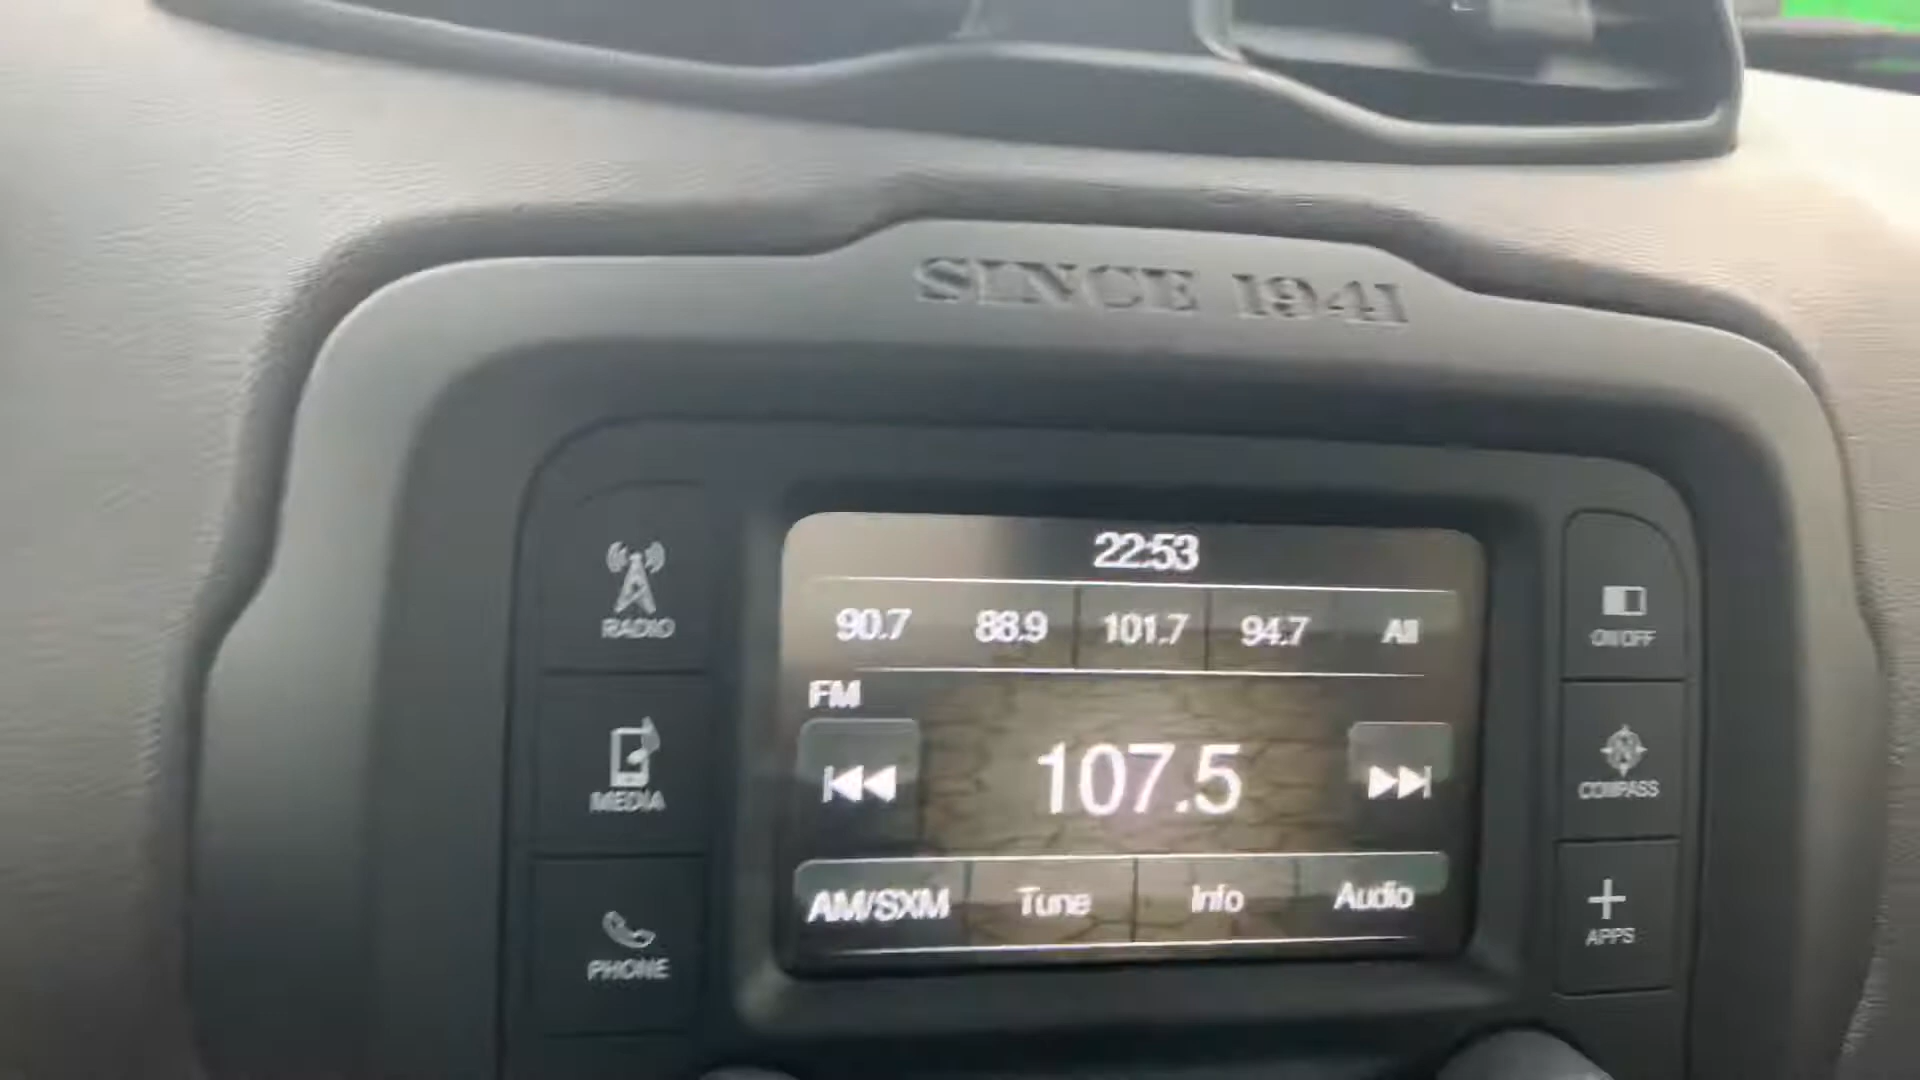 SINCE 1941
22:53
90.7 88.9 101.7 94.7 All
FM
107.5
AM/SXM Tune Info Audio
RADIO
MEDIA
PHONE
ON/OFF
N
COMPASS
APPS